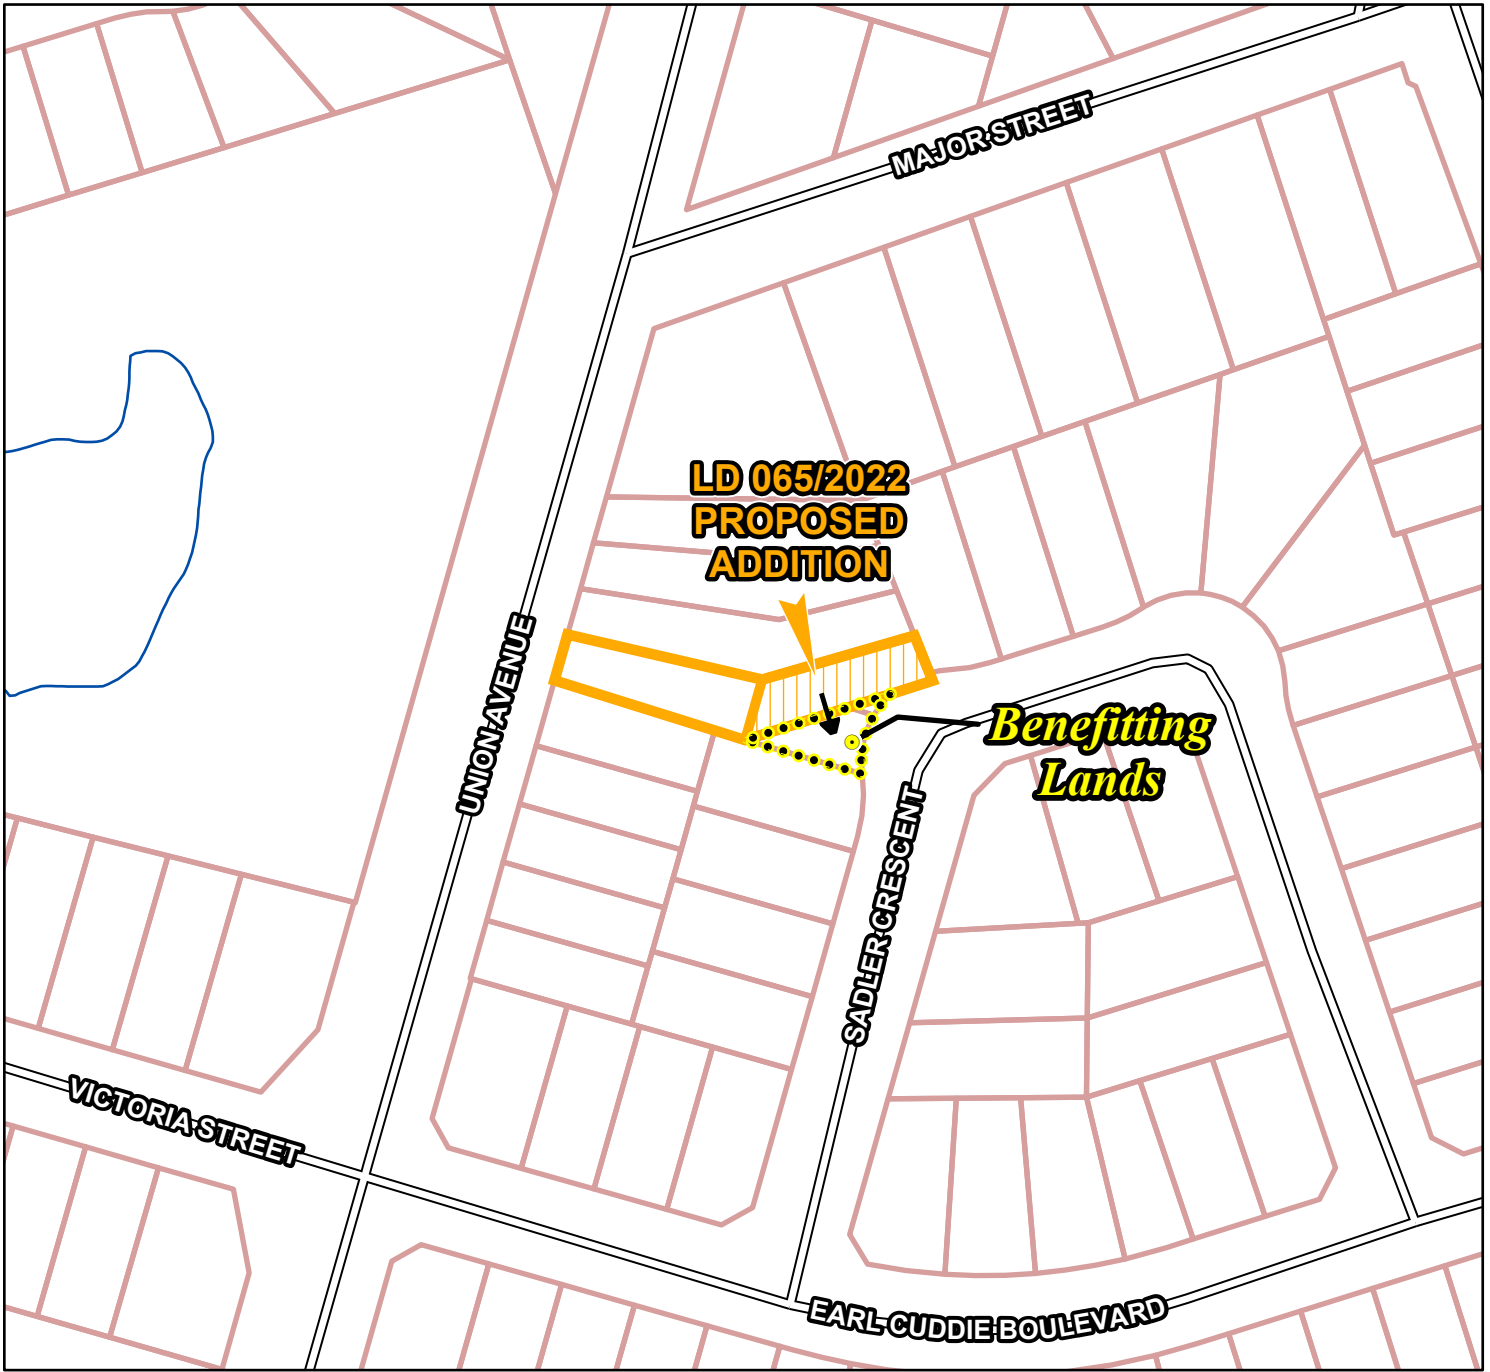 MAJOR STREET
LD 065/2022
PROPOSED
ADDITION
UNION AVENUE
Benefitting
Lands
SADLER CRESCENT
VICTORIA STREET
EARL CUDDIE BOULEVARD